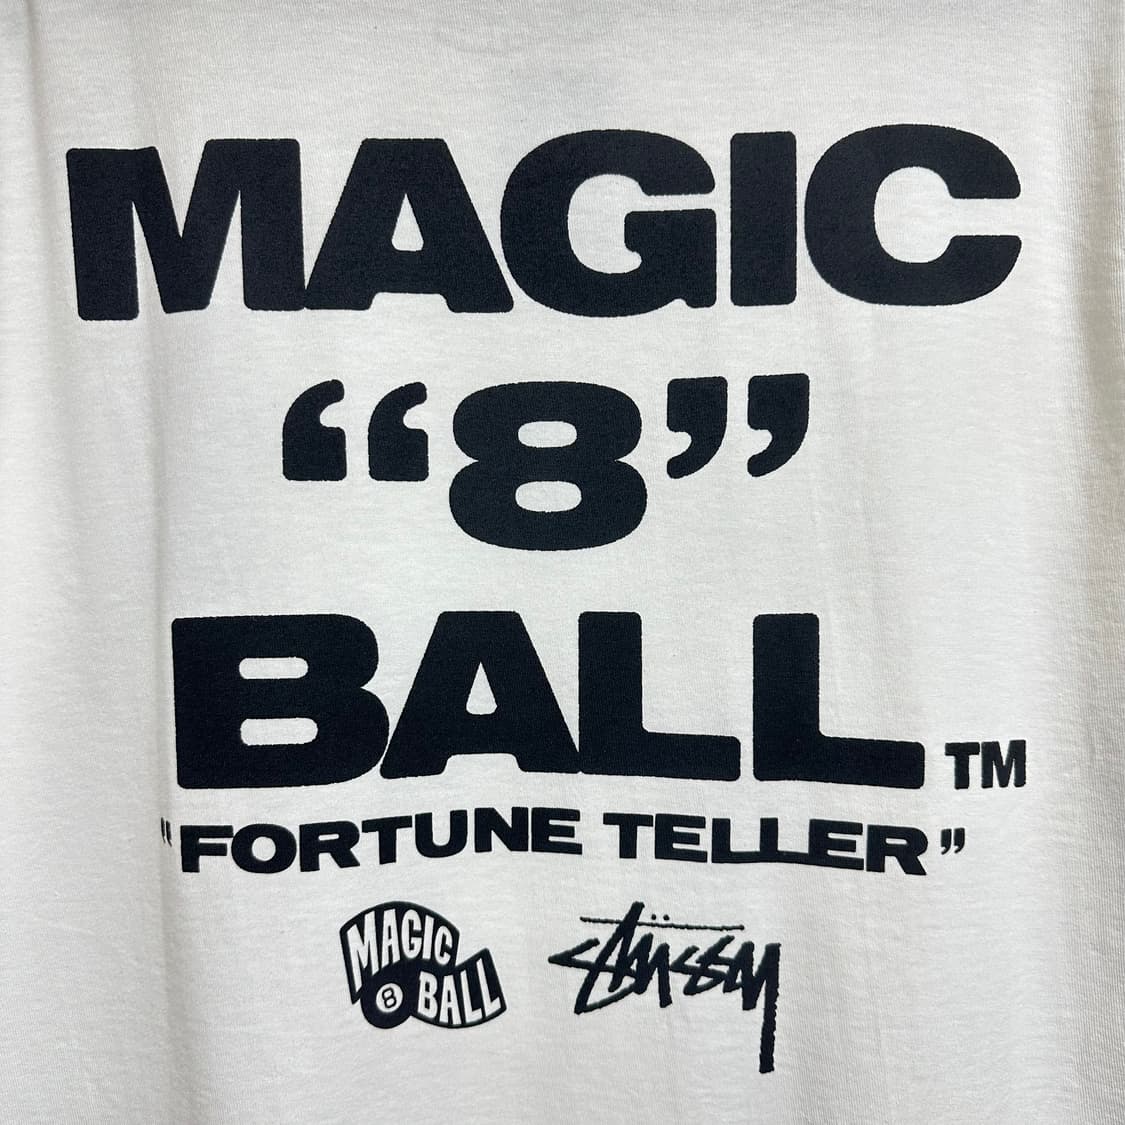 MAGIC
“8”
BALL TM
"FORTUNE TELLER”
MAGIC
8 BALL
STÜSSY